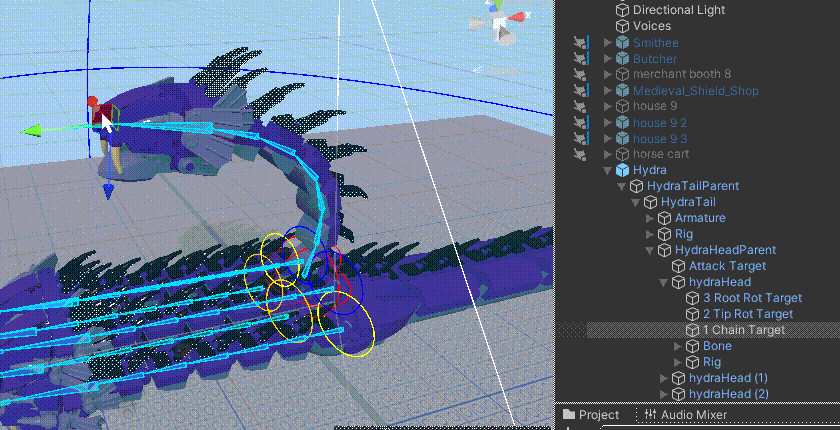 Directional Light
Voices
Smithee
Butcher
merchant booth 8
Medieval_Shield_Shop
house 9
house 9 2
house 9 3
horse cart
Hydra
HydraTailParent
HydraTail
Armature
Rig
HydraHeadParent
Attack Target
hydraHead
3 Root Rot Target
2 Tip Rot Target
1 Chain Target
Bone
Rig
hydraHead (1)
hydraHead (2)
Project
Audio Mixer